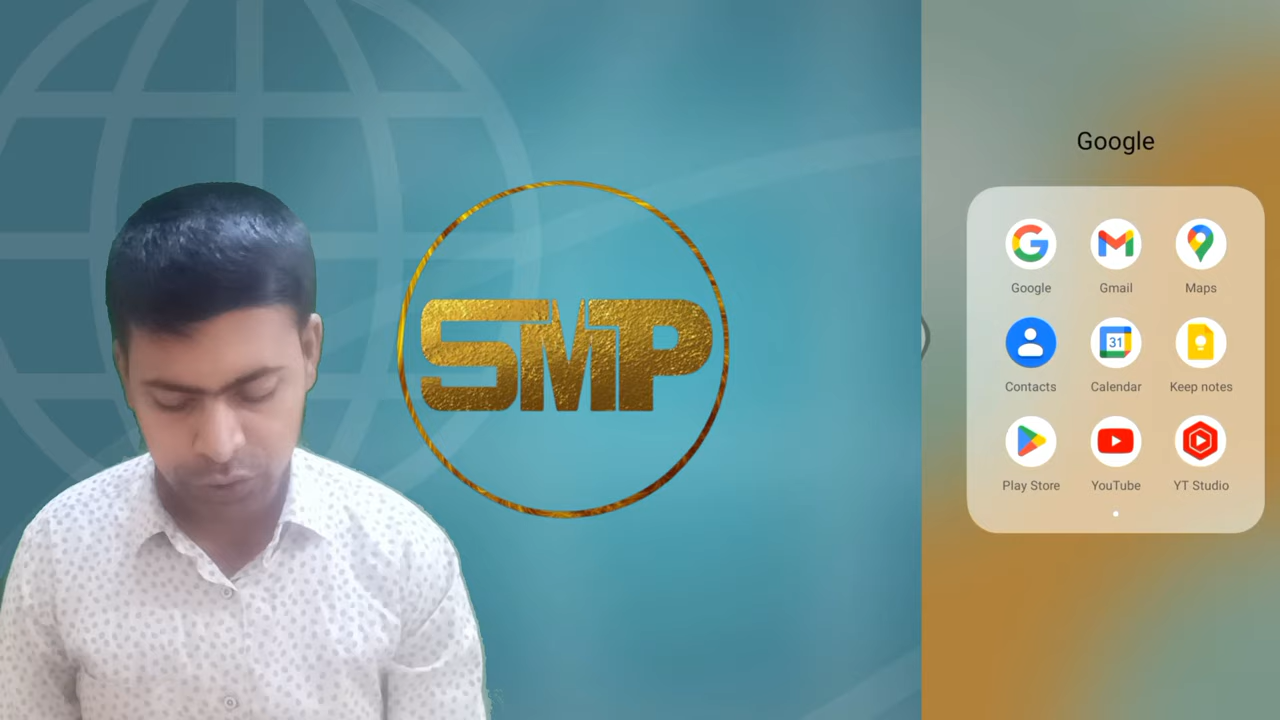 SMP
Google
Google
Gmail
Maps
31
Contacts
Calendar
Keep notes
Play Store
YouTube
YT Studio